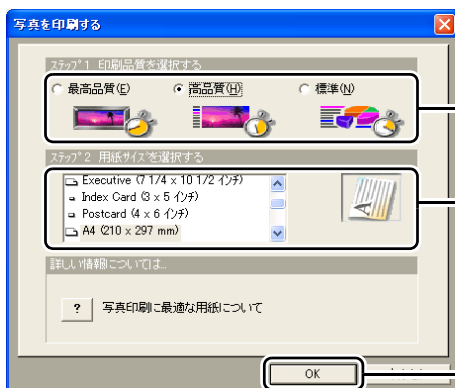 写真を印刷する
ステップ1 印刷品質を選択する
最高品質(E) 高品質(H) 標準(N)
ステップ2 用紙サイズを選択する
Executive (7 1/4 x 10 1/2 インチ)
Index Card (3 x 5 インチ)
Postcard (4 x 6 インチ)
A4 (210 x 297 mm)
詳しい情報については...
? 写真印刷に最適な用紙について
OK